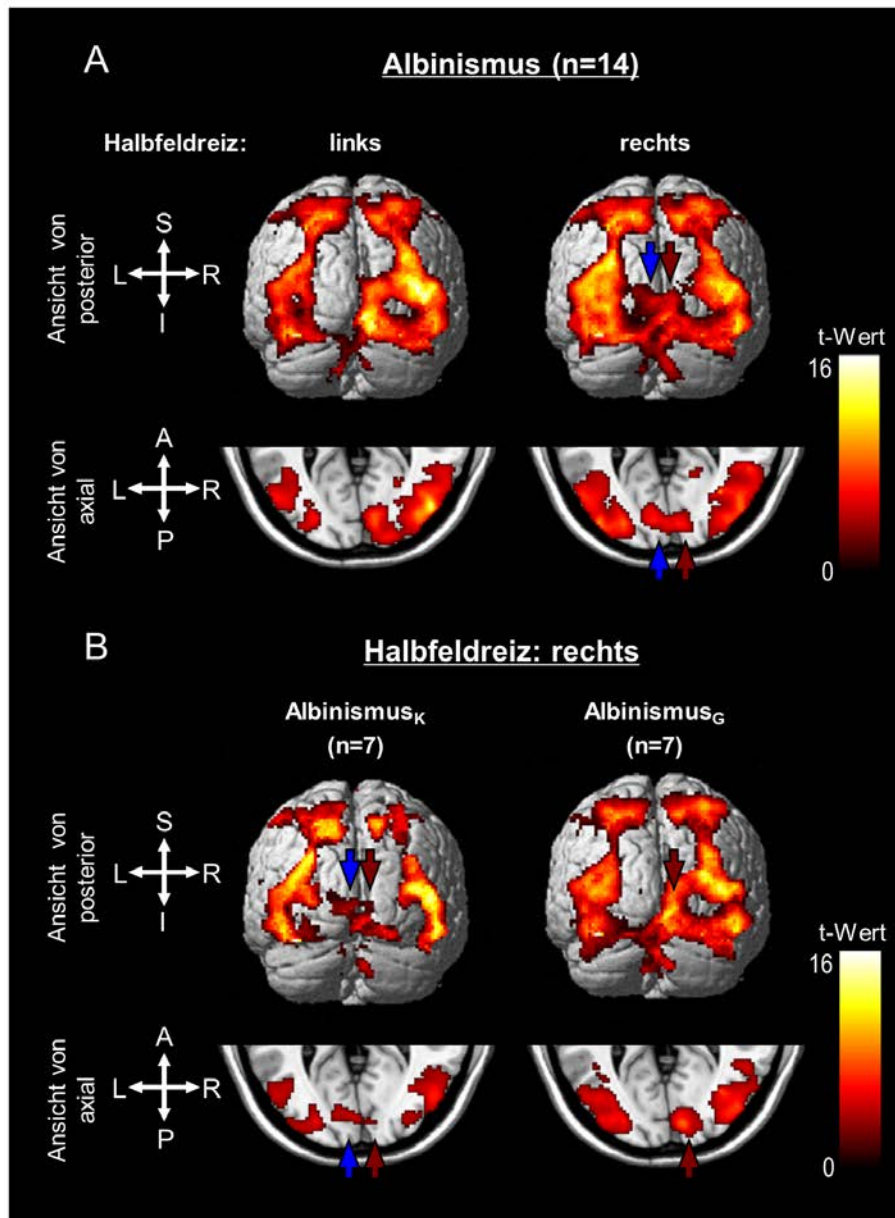 A
Albinismus (n=14)
Halbfeldreiz: links rechts
Ansicht von
posterior
S
L R
I
t-Wert
16
0
Ansicht von
axial
A
L R
P
B
Halbfeldreiz: rechts
AlbinismusK
(n=7)
AlbinismusG
(n=7)
Ansicht von
posterior
S
L R
I
t-Wert
16
0
Ansicht von
axial
A
L R
P